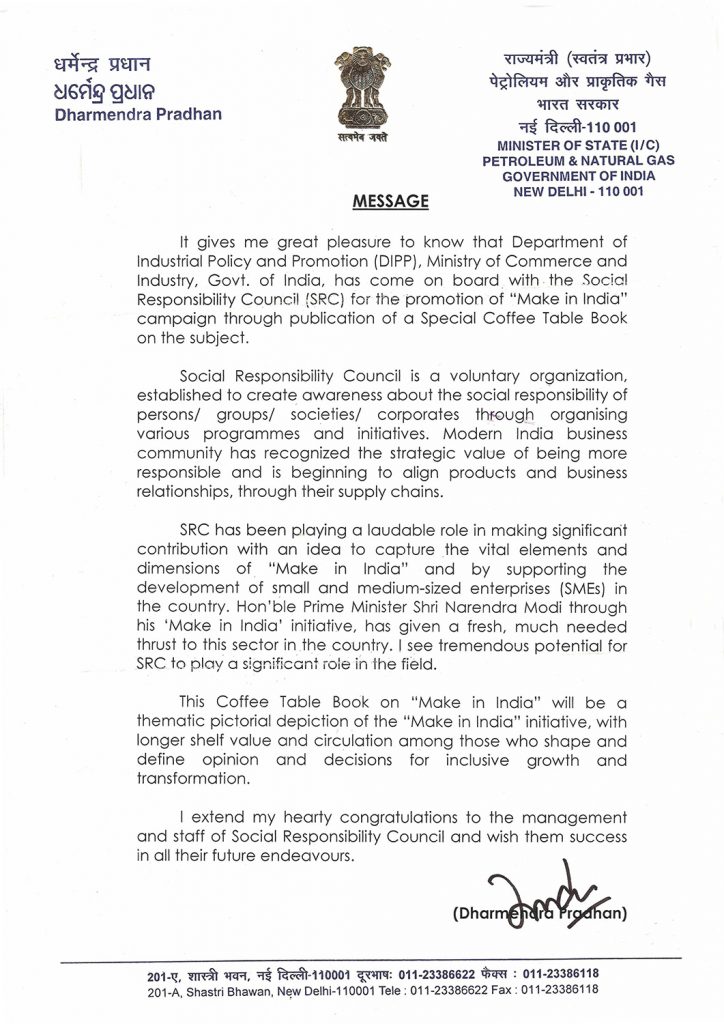 धर्मेन्द्र प्रधान
ଧର୍ମେନ୍ଦ୍ର ପ୍ରଧାନ
Dharmendra Pradhan
सत्यमेव जयते
राज्यमंत्री (स्वतंत्र प्रभार)
पेट्रोलियम और प्राकृतिक गैस
भारत सरकार
नई दिल्ली-110 001
MINISTER OF STATE (I/C)
PETROLEUM & NATURAL GAS
GOVERNMENT OF INDIA
NEW DELHI - 110 001
MESSAGE
It gives me great pleasure to know that Department of
Industrial Policy and Promotion (DIPP), Ministry of Commerce and
Industry, Govt. of India, has come on board with the Social
Responsibility Council (SRC) for the promotion of “Make in India”
campaign through publication of a Special Coffee Table Book
on the subject.
Social Responsibility Council is a voluntary organization,
established to create awareness about the social responsibility of
persons/ groups/ societies/ corporates through organising
various programmes and initiatives. Modern India business
community has recognized the strategic value of being more
responsible and is beginning to align products and business
relationships, through their supply chains.
SRC has been playing a laudable role in making significant
contribution with an idea to capture the vital elements and
dimensions of “Make in India” and by supporting the
development of small and medium-sized enterprises (SMEs) in
the country. Hon’ble Prime Minister Shri Narendra Modi through
his ‘Make in India’ initiative, has given a fresh, much needed
thrust to this sector in the country. I see tremendous potential for
SRC to play a significant role in the field.
This Coffee Table Book on “Make in India” will be a
thematic pictorial depiction of the “Make in India” initiative, with
longer shelf value and circulation among those who shape and
define opinion and decisions for inclusive growth and
transformation.
I extend my hearty congratulations to the management
and staff of Social Responsibility Council and wish them success
in all their future endeavours.
(Dharmendra Pradhan)
201-ए, शास्त्री भवन, नई दिल्ली-110001 दूरभाषः 011-23386622 फैक्स : 011-23386118
201-A, Shastri Bhawan, New Delhi-110001 Tele : 011-23386622 Fax : 011-23386118